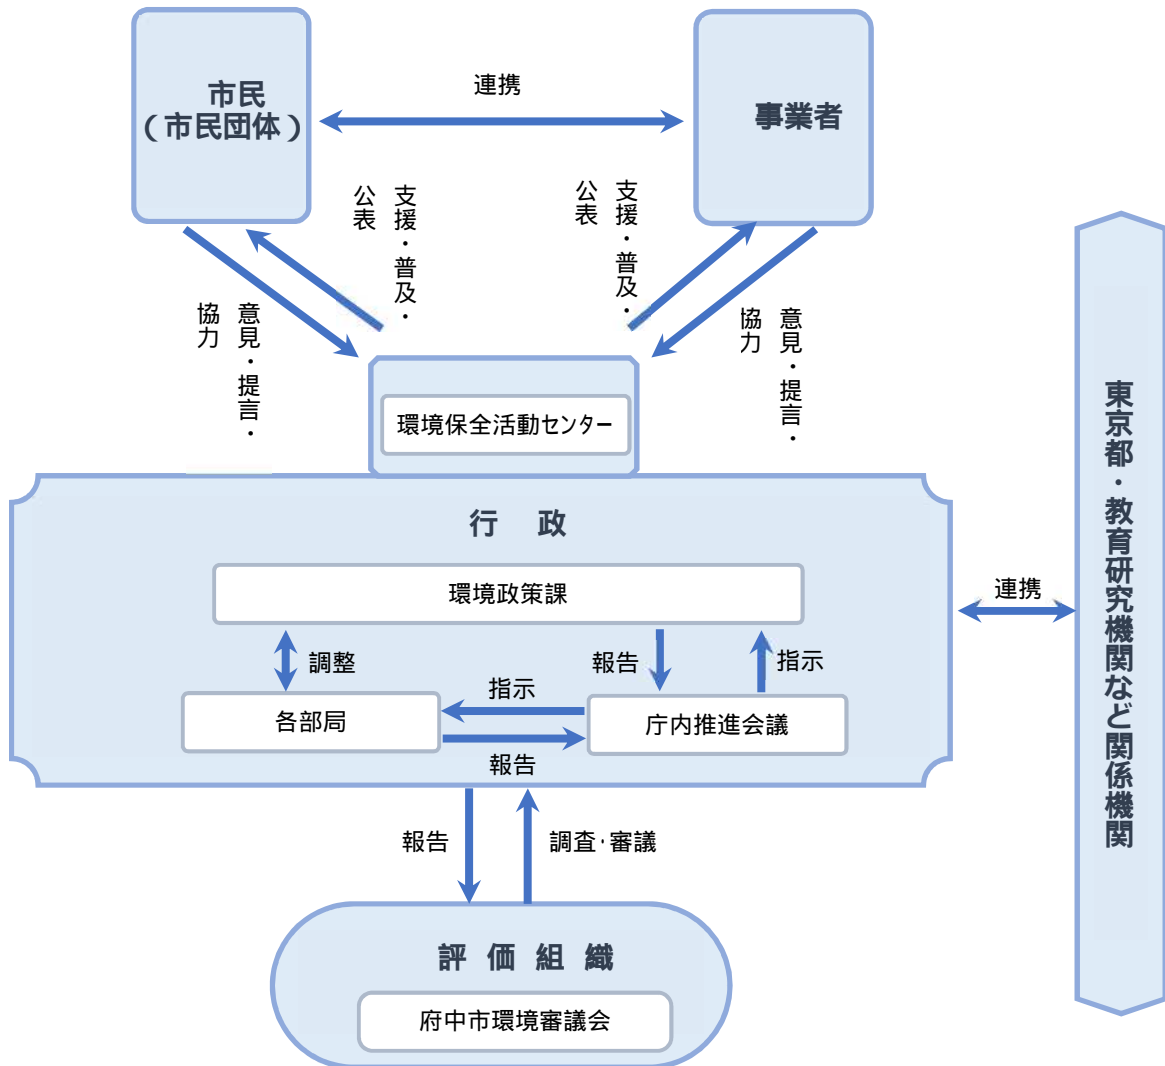 市民
（市民団体）
連携
事業者
支援・普及・
公表
支援・普及・
公表
意見・提言・
協力
意見・提言・
協力
環境保全活動センター
行　政
環境政策課
調整
報告
指示
各部局
指示
報告
庁内推進会議
連携
東京都・教育研究機関など関係機関
報告
調査・審議
評 価 組 織
府中市環境審議会